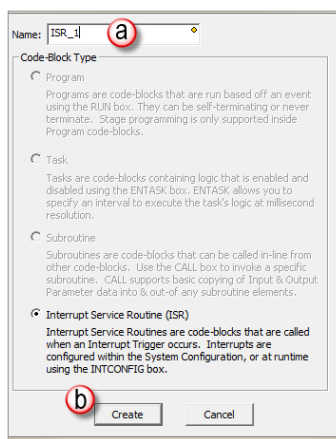 Name: ISR_1
a
Code-Block Type
Program
Programs are code-blocks that are run based off an event
using the RUN box. They can be self-terminating or never
terminate. Stage programming is only supported inside
Program code-blocks.
Task
Tasks are code-blocks containing logic that is enabled and
disabled using the ENTASK box. ENTASK allows you to
specify an interval to execute the task's logic at millisecond
resolution.
Subroutine
Subroutines are code-blocks that can be called in-line from
other code-blocks. Use the CALL box to invoke a specific
subroutine. CALL supports basic copying of Input & Output
Parameter data into & out-of any subroutine elements.
Interrupt Service Routine (ISR)
Interrupt Service Routines are code-blocks that are called
when an Interrupt Trigger occurs. Interrupts are
configured within the System Configuration, or at runtime
using the INTCONFIG box.
b
Create Cancel